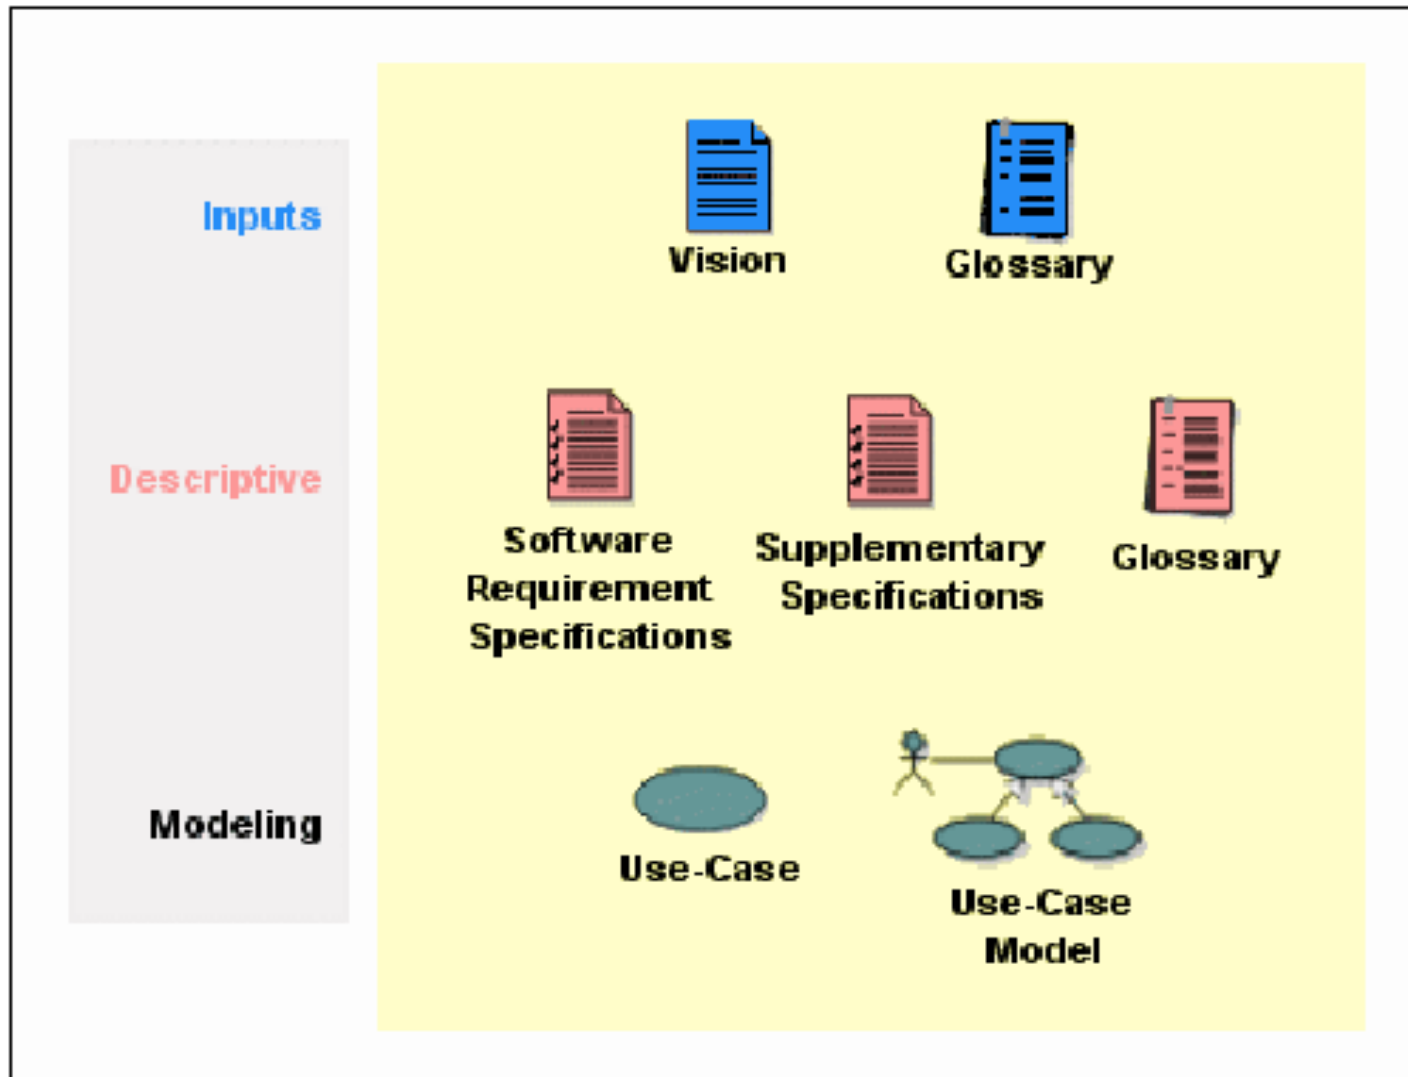 Inputs
Vision
Glossary
Descriptive
Software
Requirement
Specifications
Supplementary
Specifications
Glossary
Modeling
Use-Case
Use-Case
Model